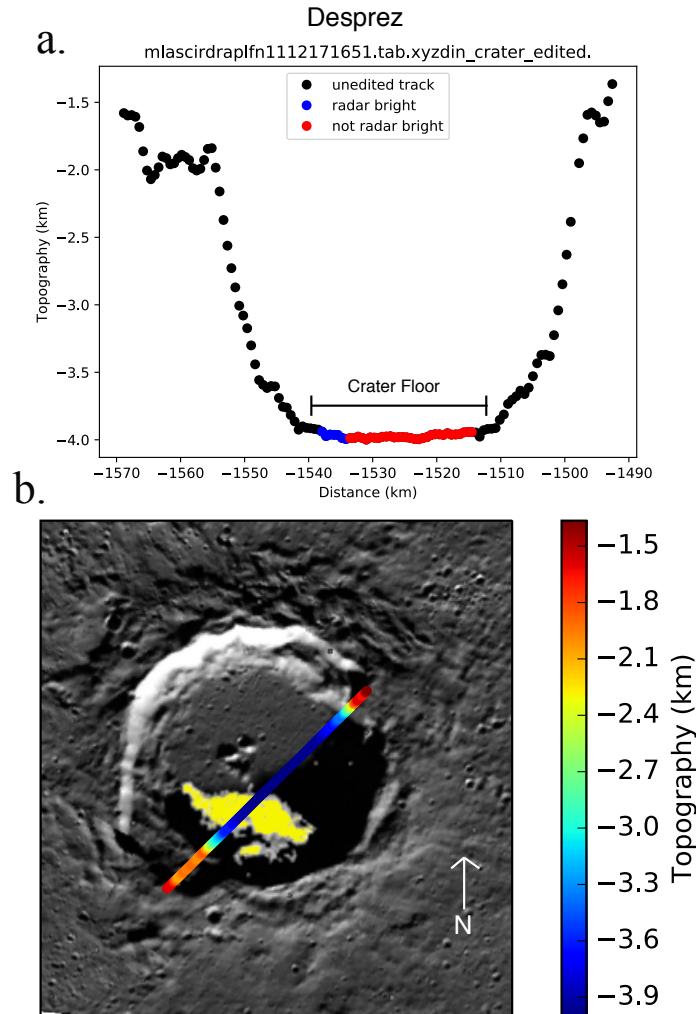 Desprez
a.
mlascirdraplfn1112171651.tab.xyzdin_crater_edited.
unedited track
radar bright
not radar bright
−1.5
−2.0
−2.5
−3.0
−3.5
−4.0
Topography (km)
Crater Floor
−1570 −1560 −1550 −1540 −1530 −1520 −1510 −1500 −1490
Distance (km)
b.
N
−1.5
−1.8
−2.1
−2.4
−2.7
−3.0
−3.3
−3.6
−3.9
Topography (km)